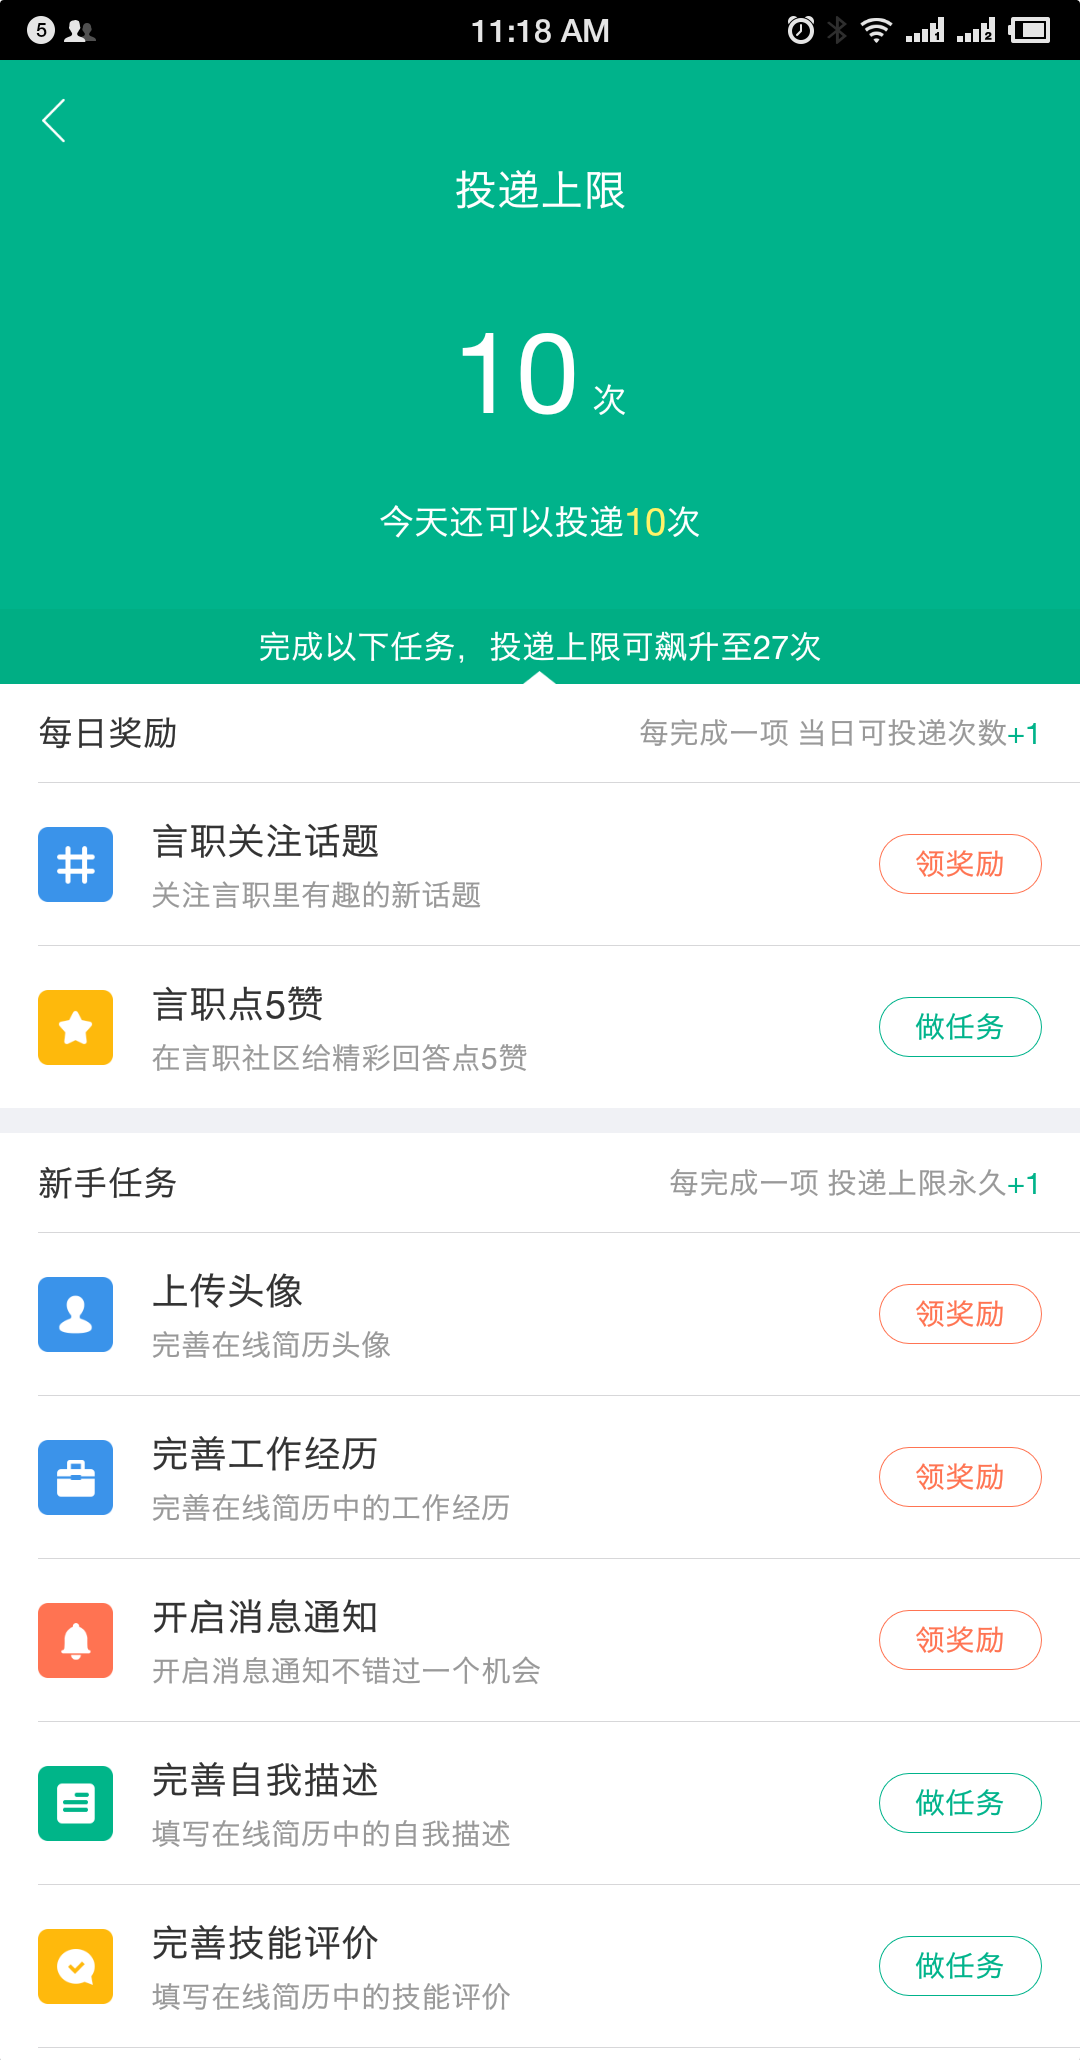 5
11:18 AM
1
2
投递上限
10 次
今天还可以投递10次
完成以下任务，投递上限可飙升至27次
每日奖励
每完成一项 当日可投递次数+1
言职关注话题
关注言职里有趣的新话题
领奖励
言职点5赞
在言职社区给精彩回答点5赞
做任务
新手任务
每完成一项 投递上限永久+1
上传头像
完善在线简历头像
领奖励
完善工作经历
完善在线简历中的工作经历
领奖励
开启消息通知
开启消息通知不错过一个机会
领奖励
完善自我描述
填写在线简历中的自我描述
做任务
完善技能评价
填写在线简历中的技能评价
做任务